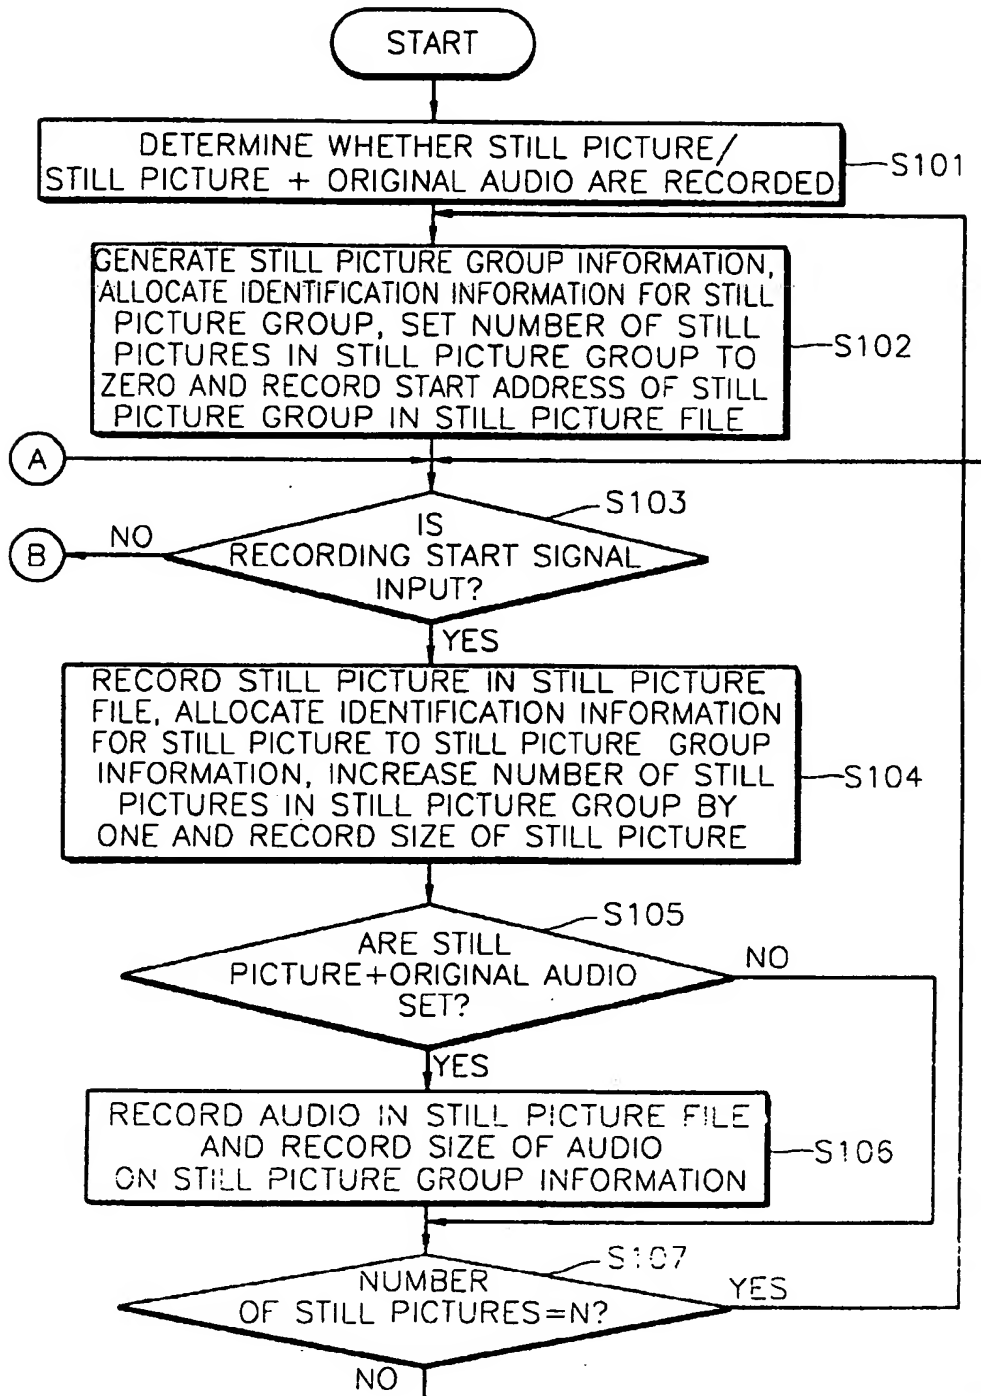 START
DETERMINE WHETHER STILL PICTURE/
STILL PICTURE + ORIGINAL AUDIO ARE RECORDED
S101
GENERATE STILL PICTURE GROUP INFORMATION,
ALLOCATE IDENTIFICATION INFORMATION FOR STILL
PICTURE GROUP, SET NUMBER OF STILL
PICTURES IN STILL PICTURE GROUP TO
ZERO AND RECORD START ADDRESS OF STILL
PICTURE GROUP IN STILL PICTURE FILE
S102
A
S103
IS
RECORDING START SIGNAL
INPUT?
NO
B
YES
RECORD STILL PICTURE IN STILL PICTURE
FILE, ALLOCATE IDENTIFICATION INFORMATION
FOR STILL PICTURE TO STILL PICTURE GROUP
INFORMATION, INCREASE NUMBER OF STILL
PICTURES IN STILL PICTURE GROUP BY
ONE AND RECORD SIZE OF STILL PICTURE
S104
S105
ARE STILL
PICTURE+ORIGINAL AUDIO
SET?
NO
YES
RECORD AUDIO IN STILL PICTURE FILE
AND RECORD SIZE OF AUDIO
ON STILL PICTURE GROUP INFORMATION
S106
S107
NUMBER
OF STILL PICTURES=N?
YES
NO